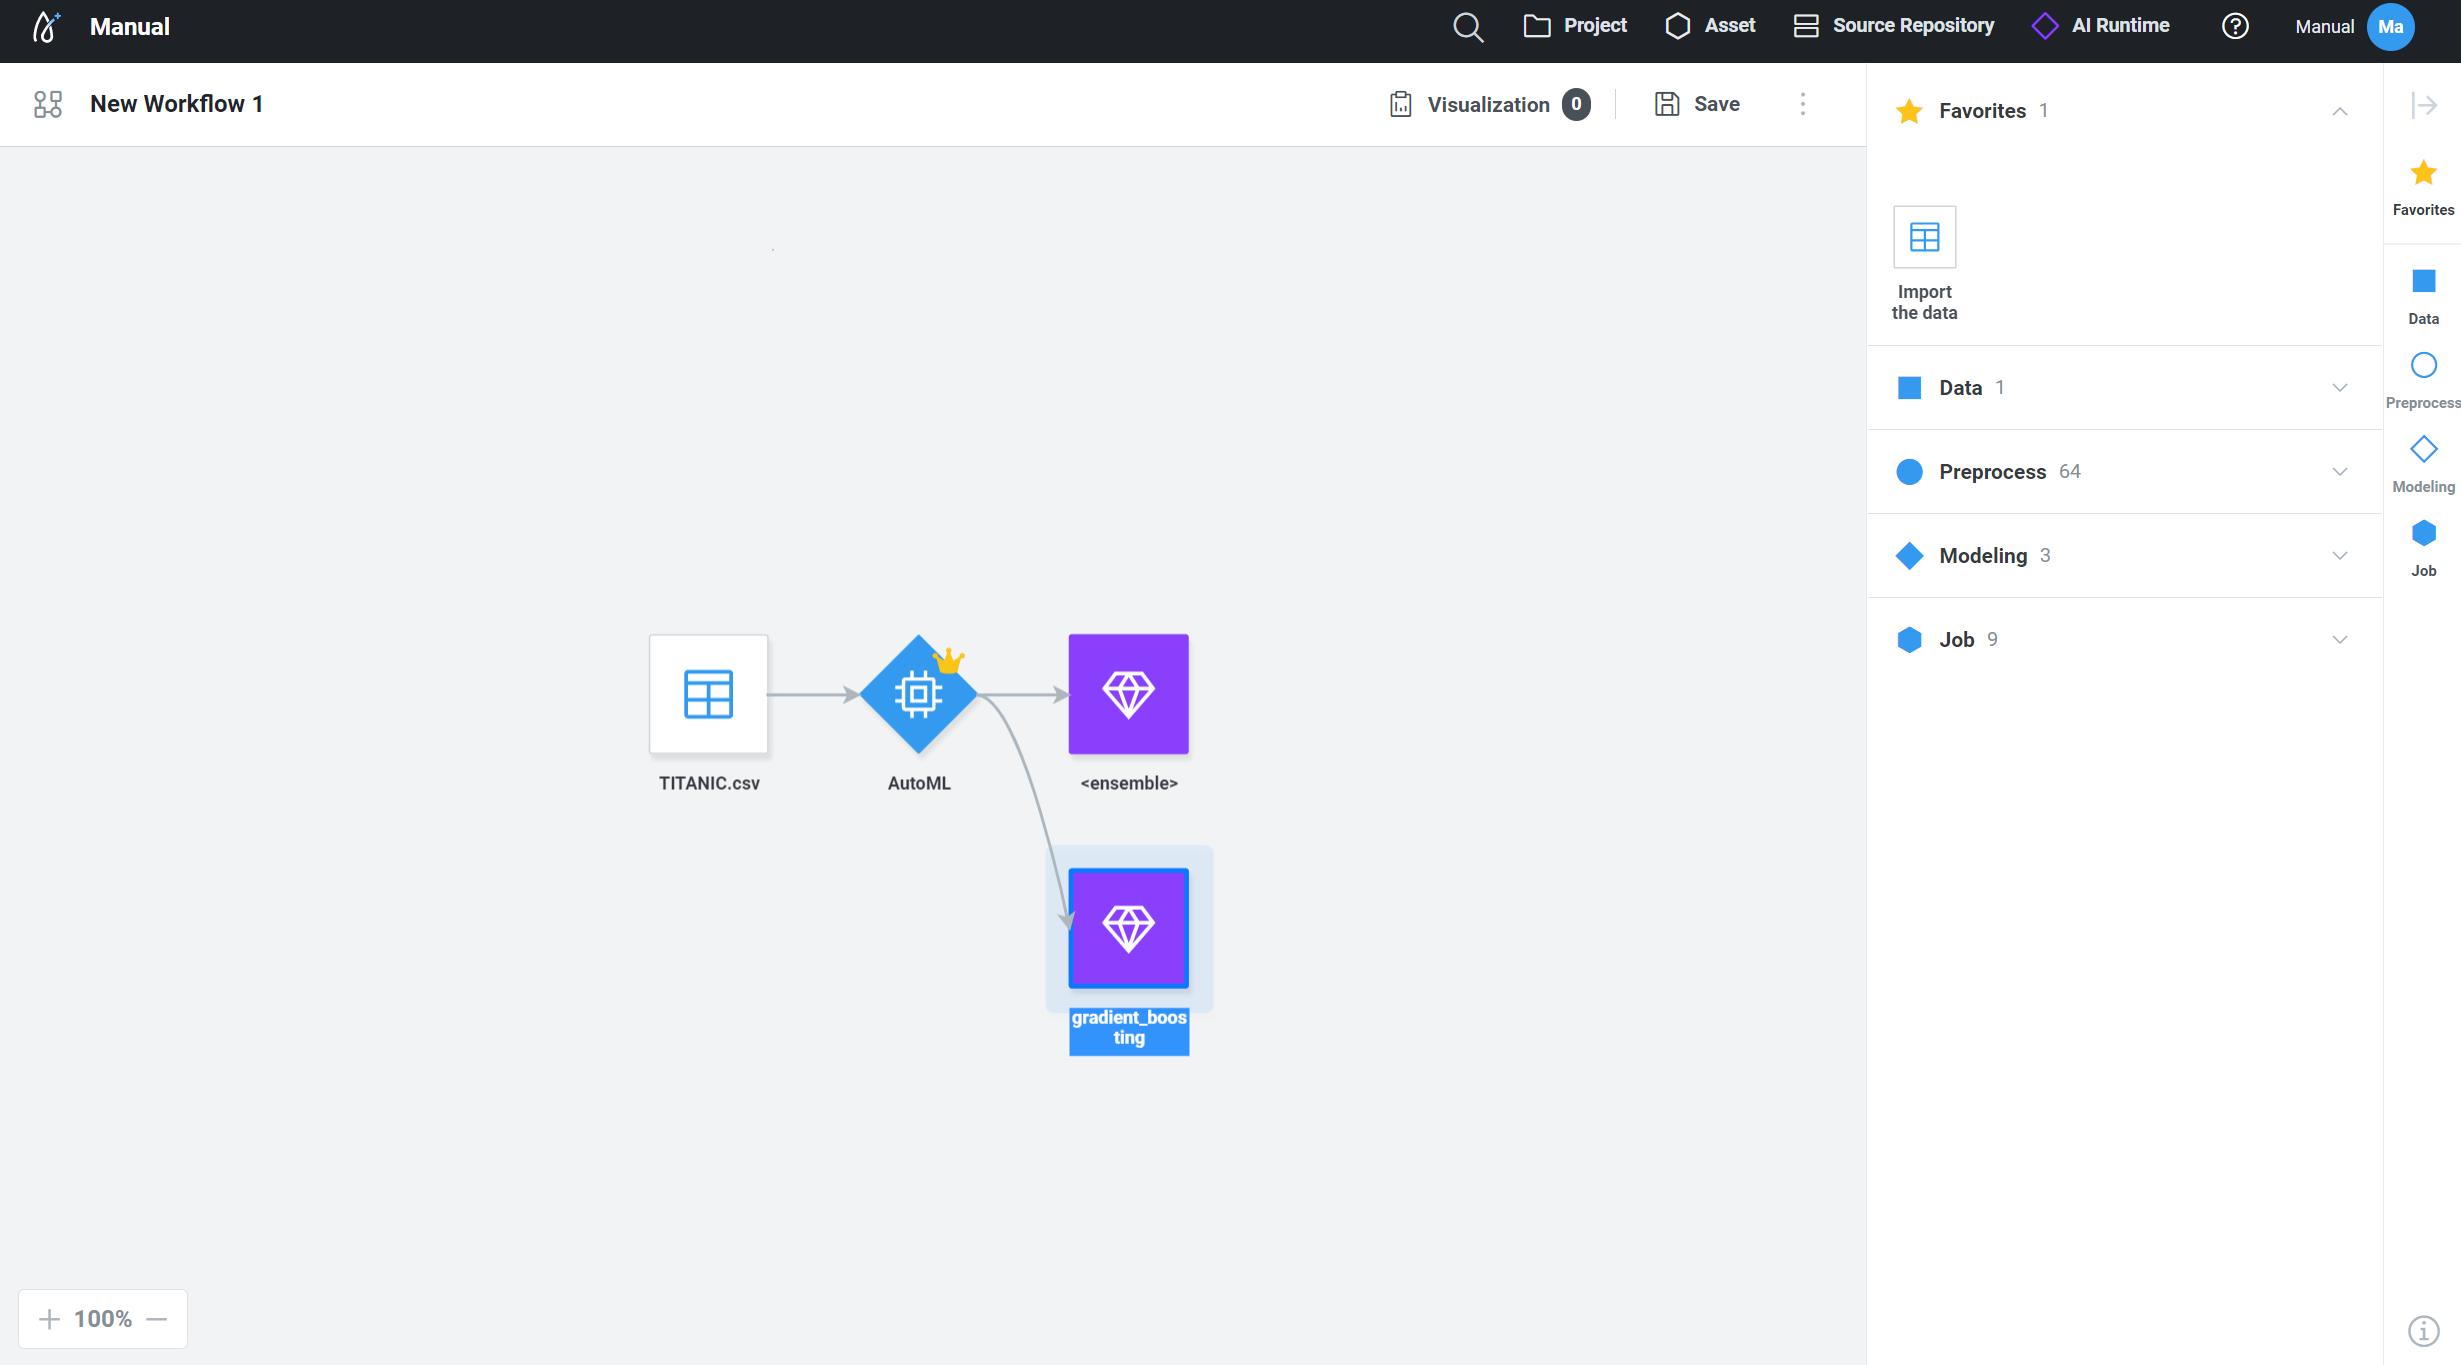 Manual
Project
Asset
Source Repository
AI Runtime
Manual
Ma
New Workflow 1
Visualization 0
Save
Favorites 1
Import
the data
Data 1
Preprocess 64
Modeling 3
Job 9
Favorites
Data
Preprocess
Modeling
Job
TITANIC.csv
AutoML
<ensemble>
gradient_boos
ting
100%